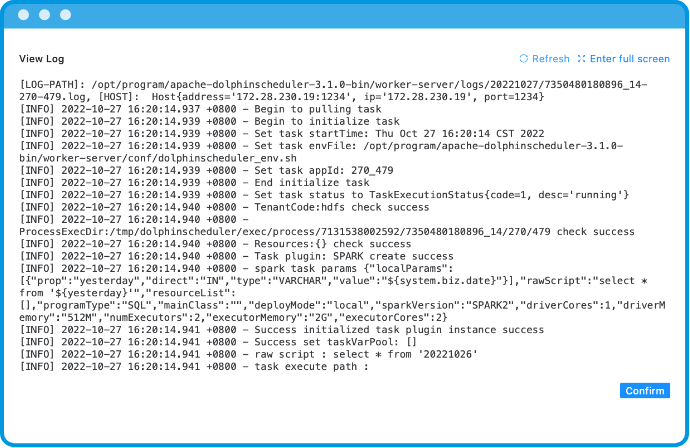 View Log
Refresh Enter full screen
[LOG-PATH]: /opt/program/apache-dolphinscheduler-3.1.0-bin/worker-server/logs/20221027/7350480180896_14-
270-479.log, [HOST]:  Host{address='172.28.230.19:1234', ip='172.28.230.19', port=1234}
[INFO] 2022-10-27 16:20:14.937 +0800 - Begin to pulling task
[INFO] 2022-10-27 16:20:14.939 +0800 - Begin to initialize task
[INFO] 2022-10-27 16:20:14.939 +0800 - Set task startTime: Thu Oct 27 16:20:14 CST 2022
[INFO] 2022-10-27 16:20:14.939 +0800 - Set task envFile: /opt/program/apache-dolphinscheduler-3.1.0-
bin/worker-server/conf/dolphinscheduler_env.sh
[INFO] 2022-10-27 16:20:14.939 +0800 - Set task appId: 270_479
[INFO] 2022-10-27 16:20:14.939 +0800 - End initialize task
[INFO] 2022-10-27 16:20:14.939 +0800 - Set task status to TaskExecutionStatus{code=1, desc='running'}
[INFO] 2022-10-27 16:20:14.940 +0800 - TenantCode:hdfs check success
[INFO] 2022-10-27 16:20:14.940 +0800 -
ProcessExecDir:/tmp/dolphinscheduler/exec/process/7131538002592/7350480180896_14/270/479 check success
[INFO] 2022-10-27 16:20:14.940 +0800 - Resources:{} check success
[INFO] 2022-10-27 16:20:14.940 +0800 - Task plugin: SPARK create success
[INFO] 2022-10-27 16:20:14.940 +0800 - spark task params {"localParams":
[{"prop":"yesterday","direct":"IN","type":"VARCHAR","value":"${system.biz.date}"}],"rawScript":"select *
from '${yesterday}'","resourceList":
[],"programType":"SQL","mainClass":"","deployMode":"local","sparkVersion":"SPARK2","driverCores":1,"driverM
emory":"512M","numExecutors":2,"executorMemory":"2G","executorCores":2}
[INFO] 2022-10-27 16:20:14.941 +0800 - Success initialized task plugin instance success
[INFO] 2022-10-27 16:20:14.941 +0800 - Success set taskVarPool: []
[INFO] 2022-10-27 16:20:14.941 +0800 - raw script : select * from '20221026'
[INFO] 2022-10-27 16:20:14.941 +0800 - task execute path :
Confirm